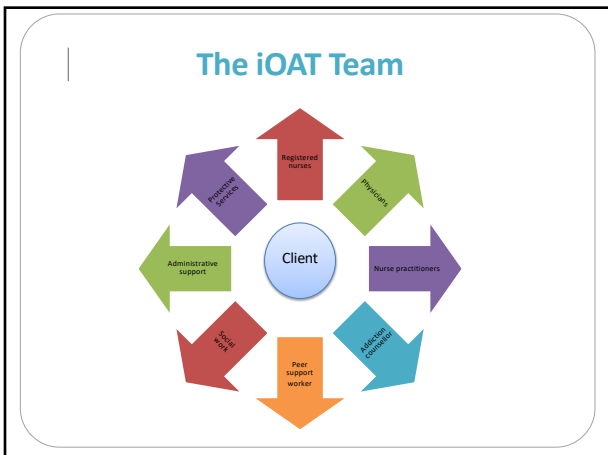 The iOAT Team
Registered
nurses
Physicians
Nurse practitioners
Addiction
counsellor
Peer
support
worker
Social
work
Administrative
support
Protective
Services
Client